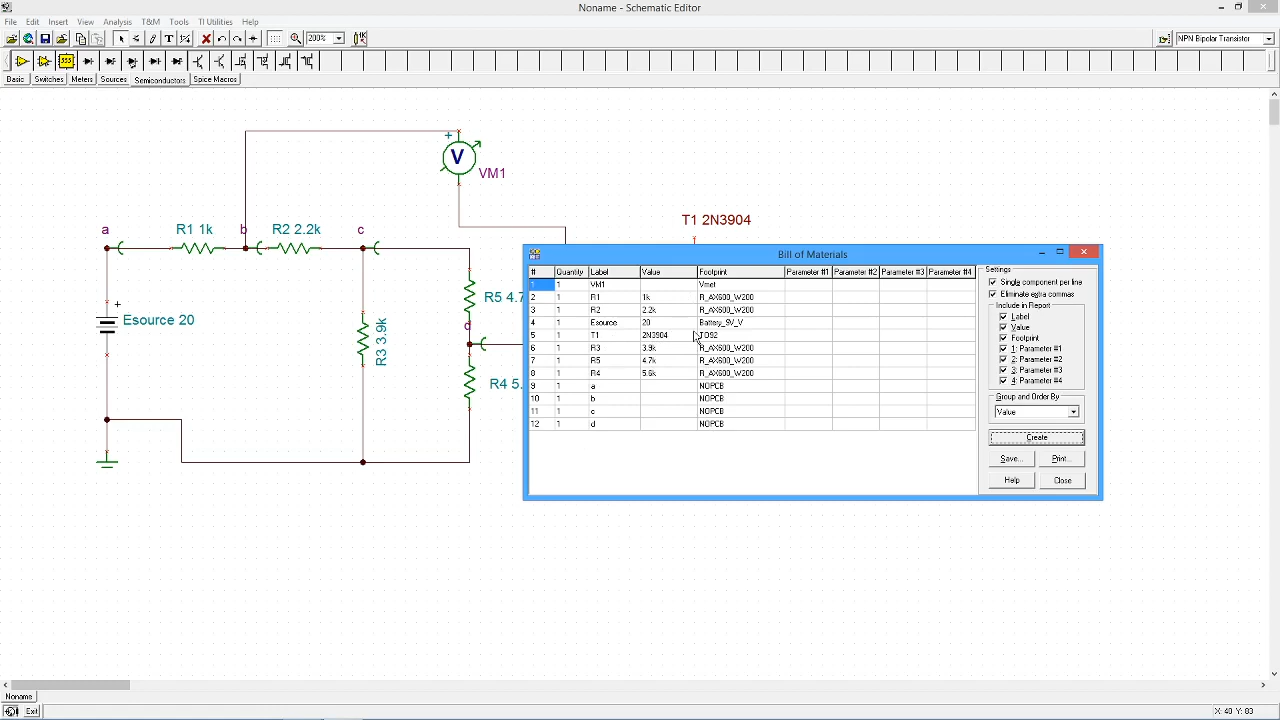 Noname - Schematic Editor
File Edit Insert View Analysis T&M Tools TI Utilities Help
200% NPN Bipolar Transistor
555
Basic Switches Meters Sources Semiconductors Spice Macros
+
V
VM1
T1 2N3904
a R1 1k b R2 2.2k c
+
Esource 20
R3 3.9k
R5 4.7
d
R4 5.
Bill of Materials
# Quantity Label Value Footprint Parameter #1 Parameter #2 Parameter #3 Parameter #4
1 1 VM1 Vmet
2 1 R1 1k R_AX600_W200
3 1 R2 2.2k R_AX600_W200
4 1 Esource 20 Battery_9V_V
5 1 T1 2N3904 TO92
6 1 R3 3.9k R_AX600_W200
7 1 R5 4.7k R_AX600_W200
8 1 R4 5.6k R_AX600_W200
9 1 a NOPCB
10 1 b NOPCB
11 1 c NOPCB
12 1 d NOPCB
Settings
Single component per line
Eliminate extra commas
Include in Report
Label
Value
Footprint
1: Parameter #1
2: Parameter #2
3: Parameter #3
4: Parameter #4
Group and Order By
Value
Create
Save... Print...
Help Close
Noname
Exit X: 40 Y: 83